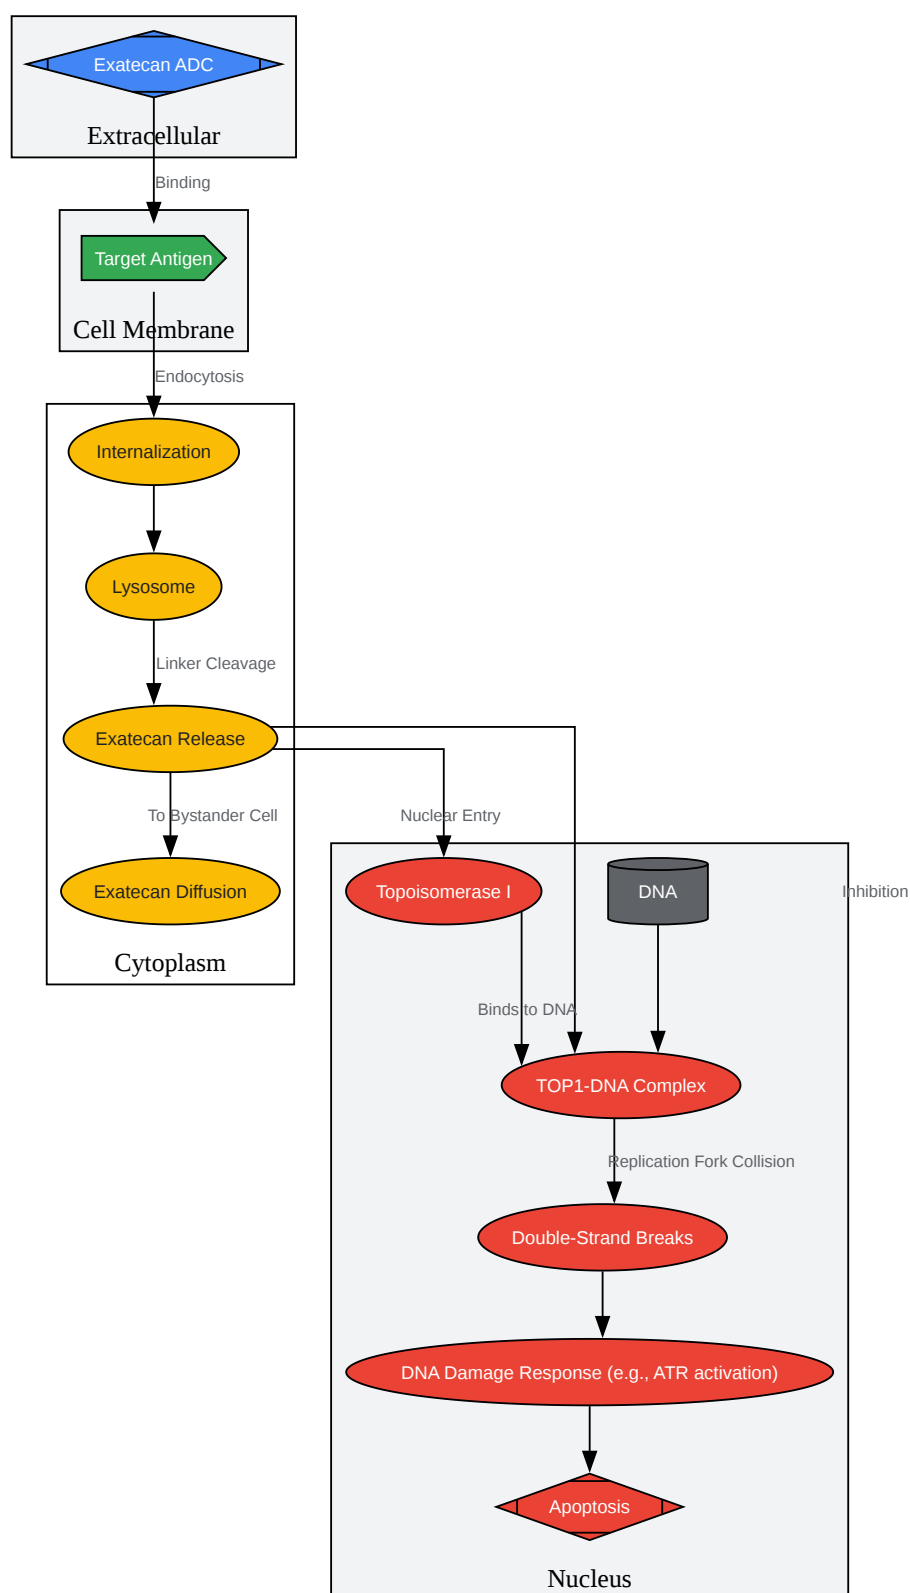 Exatecan ADC
Extracellular
Binding
Target Antigen
Cell Membrane
Endocytosis
Internalization
Lysosome
Linker Cleavage
Exatecan Release
To Bystander Cell
Nuclear Entry
Exatecan Diffusion
Topoisomerase I
DNA
Inhibition
Cytoplasm
Binds to DNA
TOP1-DNA Complex
Replication Fork Collision
Double-Strand Breaks
DNA Damage Response (e.g., ATR activation)
Apoptosis
Nucleus